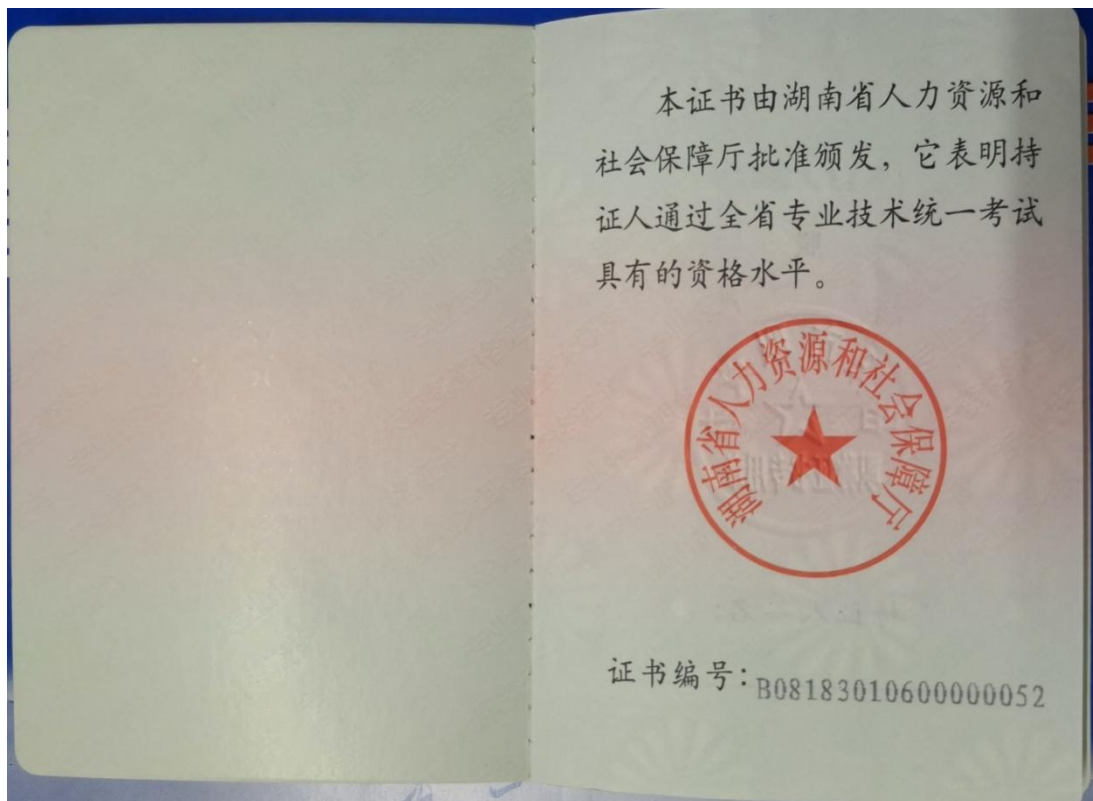 本证书由湖南省人力资源和
社会保障厅批准颁发，它表明持
证人通过全省专业技术统一考试
具有的资格水平。
湖南省人力资源和社会保障厅
证书编号：B08183010600000052